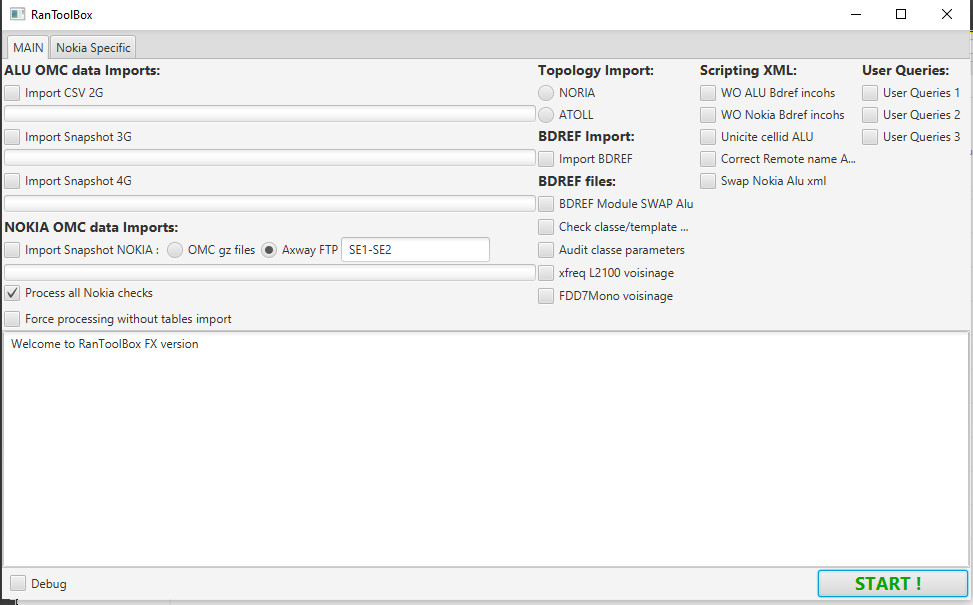 RanToolBox
MAIN
Nokia Specific
ALU OMC data Imports:
Import CSV 2G
Import Snapshot 3G
Import Snapshot 4G
NOKIA OMC data Imports:
Import Snapshot NOKIA : OMC gz files Axway FTP SE1-SE2
Process all Nokia checks
Force processing without tables import
Topology Import:
NORIA
ATOLL
BDREF Import:
Import BDREF
BDREF files:
BDREF Module SWAP Alu
Check classe/template ...
Audit classe parameters
xfreq L2100 voisinage
FDD7Mono voisinage
Scripting XML:
WO ALU Bdref incohs
WO Nokia Bdref incohs
Unicite cellid ALU
Correct Remote name A...
Swap Nokia Alu xml
User Queries:
User Queries 1
User Queries 2
User Queries 3
Welcome to RanToolBox FX version
Debug
START !